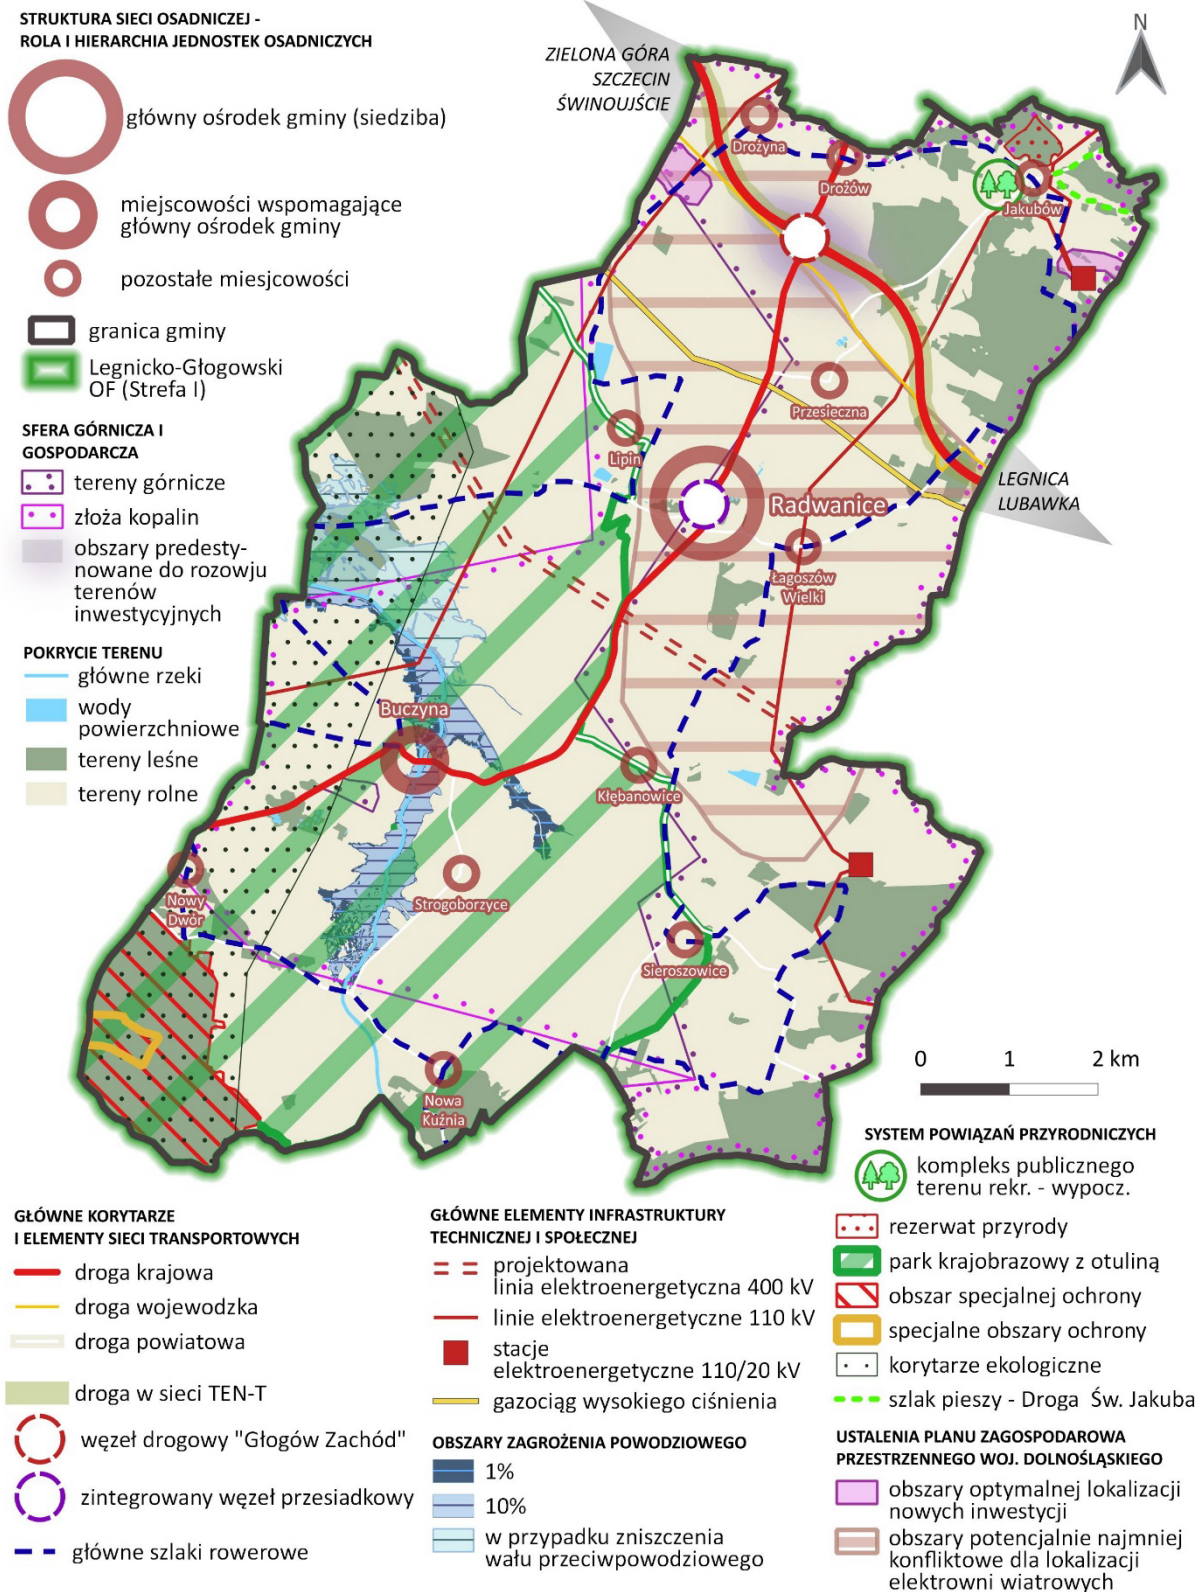 STRUKTURA SIECI OSADNICZEJ -
ROLA I HIERARCHIA JEDNOSTEK OSADNICZYCH
główny ośrodek gminy (siedziba)
miejscowości wspomagające
główny ośrodek gminy
pozostałe miesjcowości
granica gminy
Legnicko-Głogowski
OF (Strefa I)
SFERA GÓRNICZA I
GOSPODARCZA
tereny górnicze
złoża kopalin
obszary predesty-
nowane do rozowju
terenów
inwestycyjnych
POKRYCIE TERENU
główne rzeki
wody
powierzchniowe
tereny leśne
tereny rolne
ZIELONA GÓRA
SZCZECIN
ŚWINOUJŚCIE
N
Drożyna
Drożów
Jakubów
Przesieczna
Lipin
Radwanice
LEGNICA
LUBAWKA
Łagoszów
Wielki
Buczyna
Kłębanowice
Nowy
Dwór
Strogoborzyce
Sieroszowice
Nowa
Kuźnia
0 1 2 km
GŁÓWNE KORYTARZE
I ELEMENTY SIECI TRANSPORTOWYCH
droga krajowa
droga wojewodzka
droga powiatowa
droga w sieci TEN-T
węzeł drogowy "Głogów Zachód"
zintegrowany węzeł przesiadkowy
główne szlaki rowerowe
GŁÓWNE ELEMENTY INFRASTRUKTURY
TECHNICZNEJ I SPOŁECZNEJ
projektowana
linia elektroenergetyczna 400 kV
linie elektroenergetyczne 110 kV
stacje
elektroenergetyczne 110/20 kV
gazociąg wysokiego ciśnienia
OBSZARY ZAGROŻENIA POWODZIOWEGO
1%
10%
w przypadku zniszczenia
wału przeciwpowodziowego
SYSTEM POWIĄZAŃ PRZYRODNICZYCH
kompleks publicznego
terenu rekr. - wypocz.
rezerwat przyrody
park krajobrazowy z otuliną
obszar specjalnej ochrony
specjalne obszary ochrony
korytarze ekologiczne
szlak pieszy - Droga Św. Jakuba
USTALENIA PLANU ZAGOSPODAROWA
PRZESTRZENNEGO WOJ. DOLNOŚLĄSKIEGO
obszary optymalnej lokalizacji
nowych inwestycji
obszary potencjalnie najmniej
konfliktowe dla lokalizacji
elektrowni wiatrowych